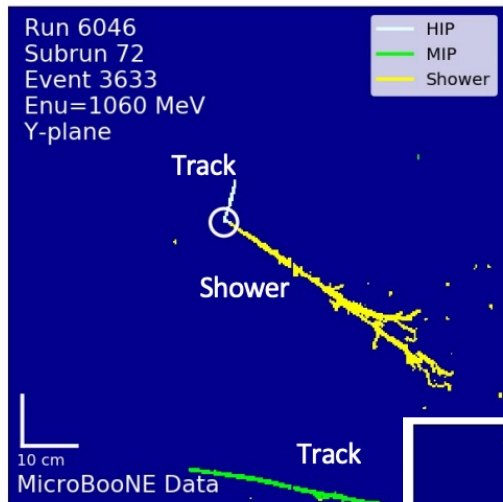 Run 6046
Subrun 72
Event 3633
Enu=1060 MeV
Y-plane
HIP
MIP
Shower
Track
Shower
Track
10 cm
MicroBooNE Data